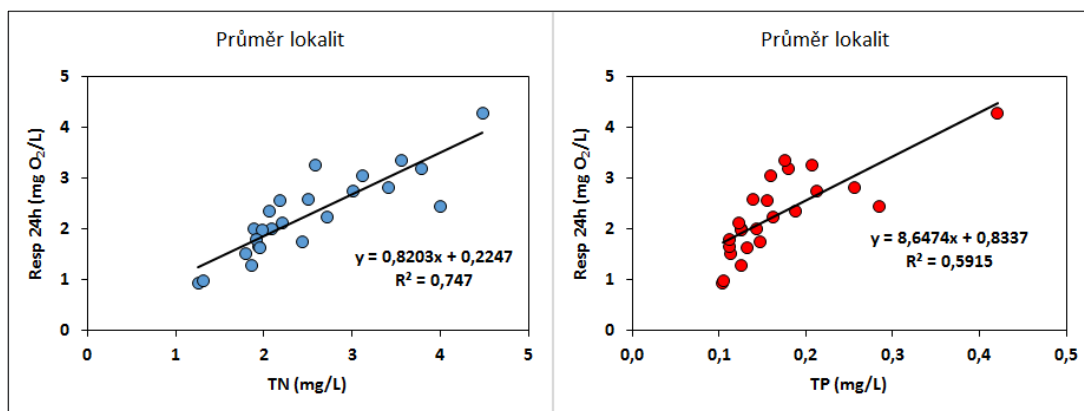 Průměr lokalit
Resp 24h (mg O₂/L)
5
4
3
2
1
0
y = 0,8203x + 0,2247
R² = 0,747
0 1 2 3 4 5
TN (mg/L)
Průměr lokalit
Resp 24h (mg O₂/L)
5
4
3
2
1
0
y = 8,6474x + 0,8337
R² = 0,5915
0,0 0,1 0,2 0,3 0,4 0,5
TP (mg/L)